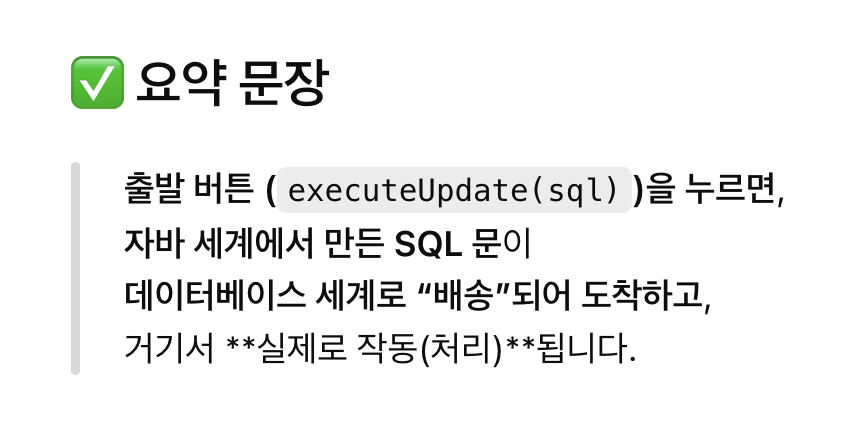 ✅ 요약 문장
출발 버튼 (executeUpdate(sql))을 누르면,
자바 세계에서 만든 SQL 문이
데이터베이스 세계로 “배송”되어 도착하고,
거기서 **실제로 작동(처리)**됩니다.